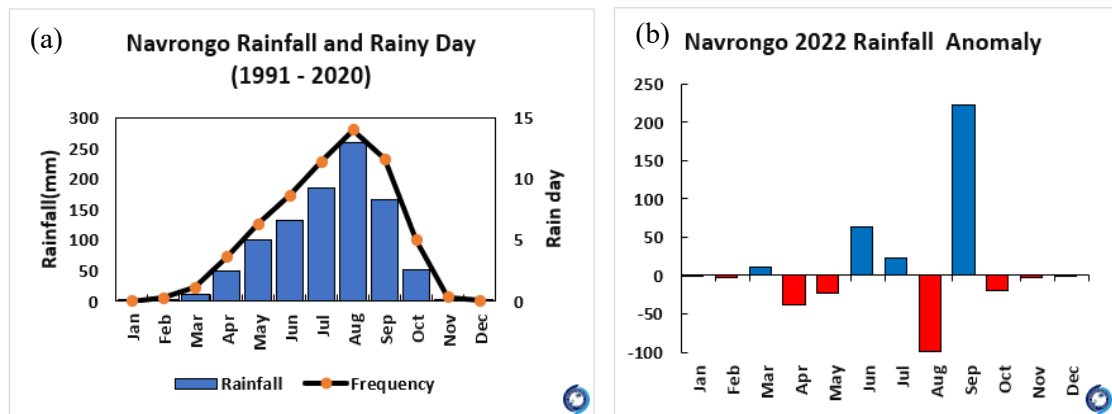 (a)
Navrongo Rainfall and Rainy Day
(1991 - 2020)
300
250
200
150
100
50
0
Rainfall(mm)
15
10
5
0
Rain day
Jan
Feb
Mar
Apr
May
Jun
Jul
Aug
Sep
Oct
Nov
Dec
Rainfall
Frequency
(b)
Navrongo 2022 Rainfall Anomaly
250
200
150
100
50
0
-50
-100
Jan
Feb
Mar
Apr
May
Jun
Jul
Aug
Sep
Oct
Nov
Dec